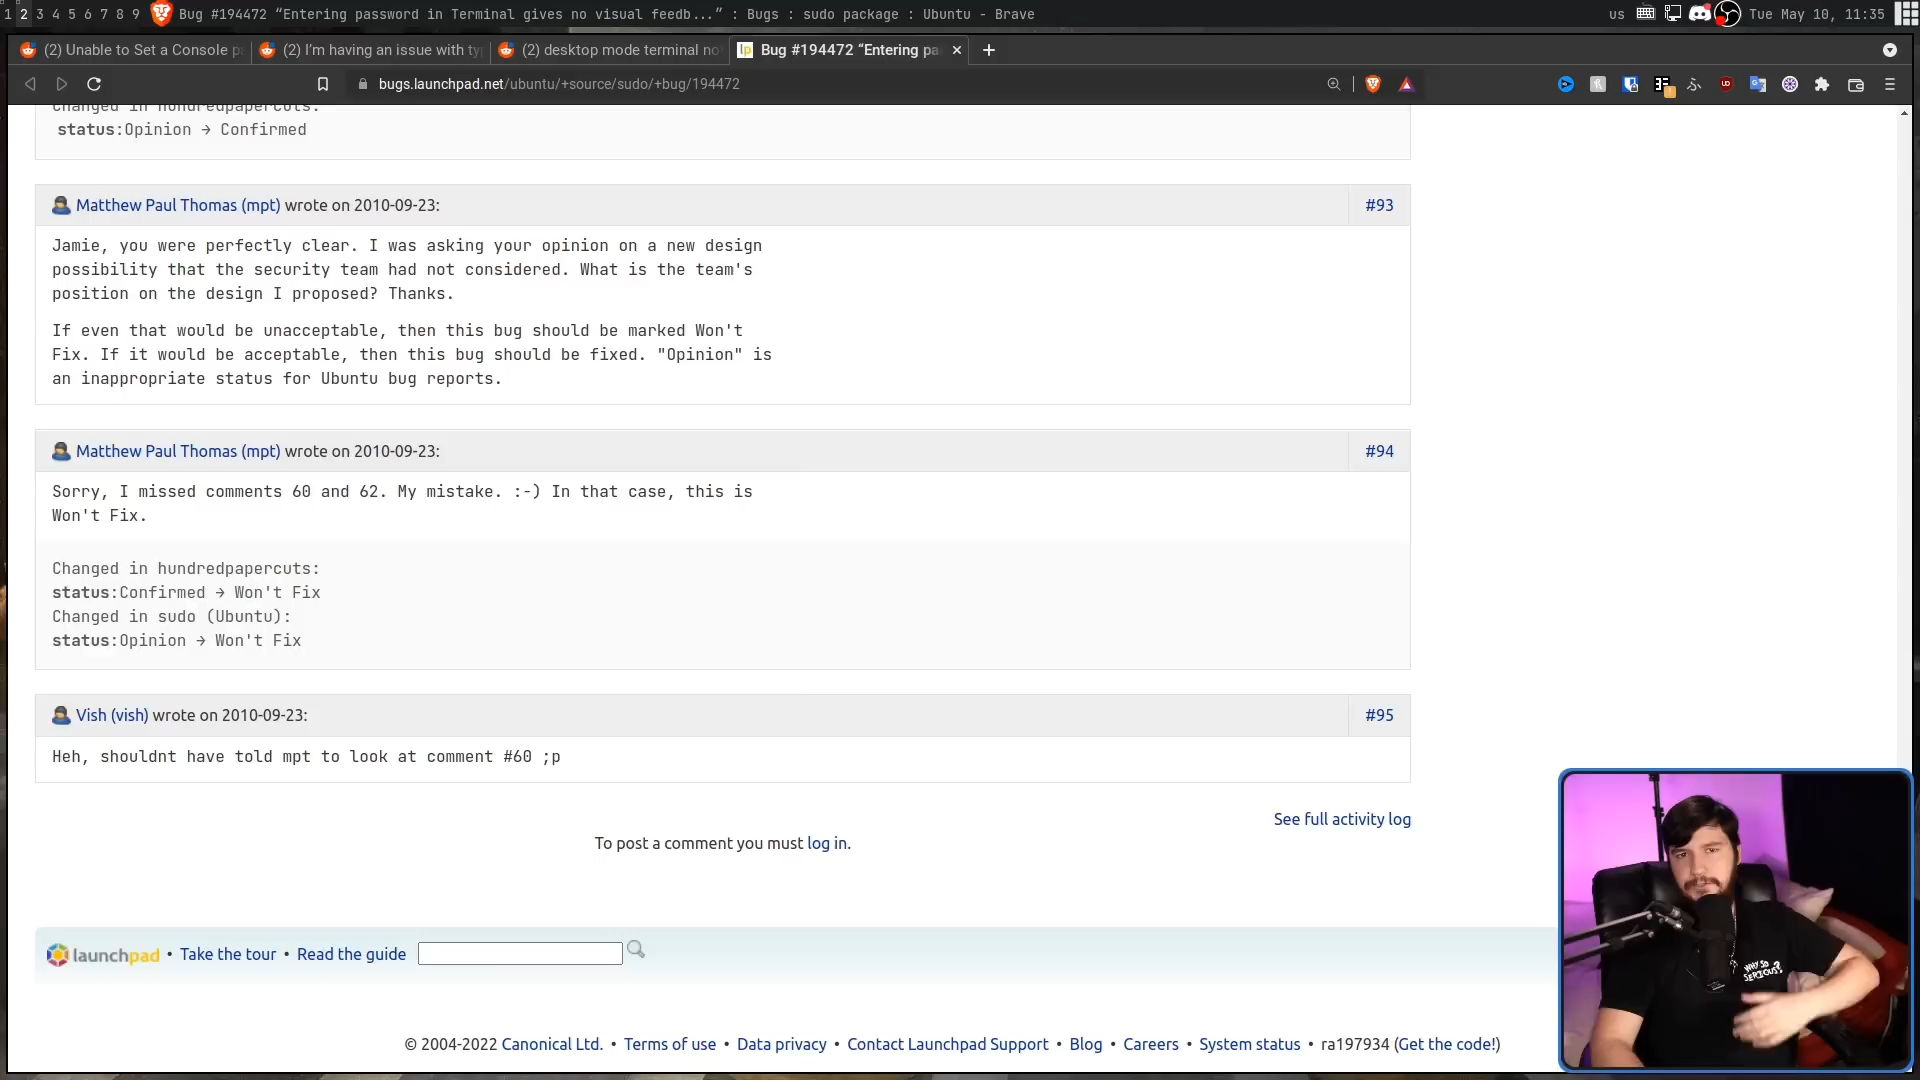 1 2 3 4 5 6 7 8 9 Bug #194472 “Entering password in Terminal gives no visual feedb...” : Bugs : sudo package : Ubuntu - Brave us Tue May 10, 11:35
(2) Unable to Set a Console p (2) I'm having an issue with ty (2) desktop mode terminal no lp Bug #194472 “Entering pa
bugs.launchpad.net/ubuntu/+source/sudo/+bug/194472
Changed in hundredpapercuts:
status:Opinion → Confirmed
Matthew Paul Thomas (mpt) wrote on 2010-09-23: #93
Jamie, you were perfectly clear. I was asking your opinion on a new design
possibility that the security team had not considered. What is the team's
position on the design I proposed? Thanks.
If even that would be unacceptable, then this bug should be marked Won't
Fix. If it would be acceptable, then this bug should be fixed. "Opinion" is
an inappropriate status for Ubuntu bug reports.
Matthew Paul Thomas (mpt) wrote on 2010-09-23: #94
Sorry, I missed comments 60 and 62. My mistake. :-) In that case, this is
Won't Fix.
Changed in hundredpapercuts:
status:Confirmed → Won't Fix
Changed in sudo (Ubuntu):
status:Opinion → Won't Fix
Vish (vish) wrote on 2010-09-23: #95
Heh, shouldnt have told mpt to look at comment #60 ;p
See full activity log
To post a comment you must log in.
launchpad • Take the tour • Read the guide
WHY SO
SERIOUS?
© 2004-2022 Canonical Ltd. • Terms of use • Data privacy • Contact Launchpad Support • Blog • Careers • System status • ra197934 (Get the code!)